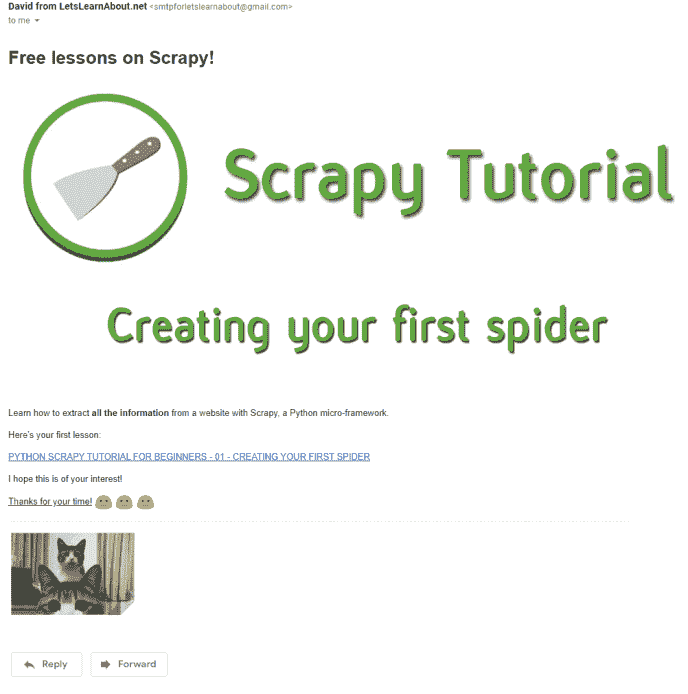 David from LetsLearnAbout.net <smtpforletslearnabout@gmail.com>
to me
Free lessons on Scrapy!
Scrapy Tutorial
Creating your first spider
Learn how to extract all the information from a website with Scrapy, a Python micro-framework.
Here's your first lesson:
PYTHON SCRAPY TUTORIAL FOR BEGINNERS - 01 - CREATING YOUR FIRST SPIDER
I hope this is of your interest!
Thanks for your time!
Reply Forward